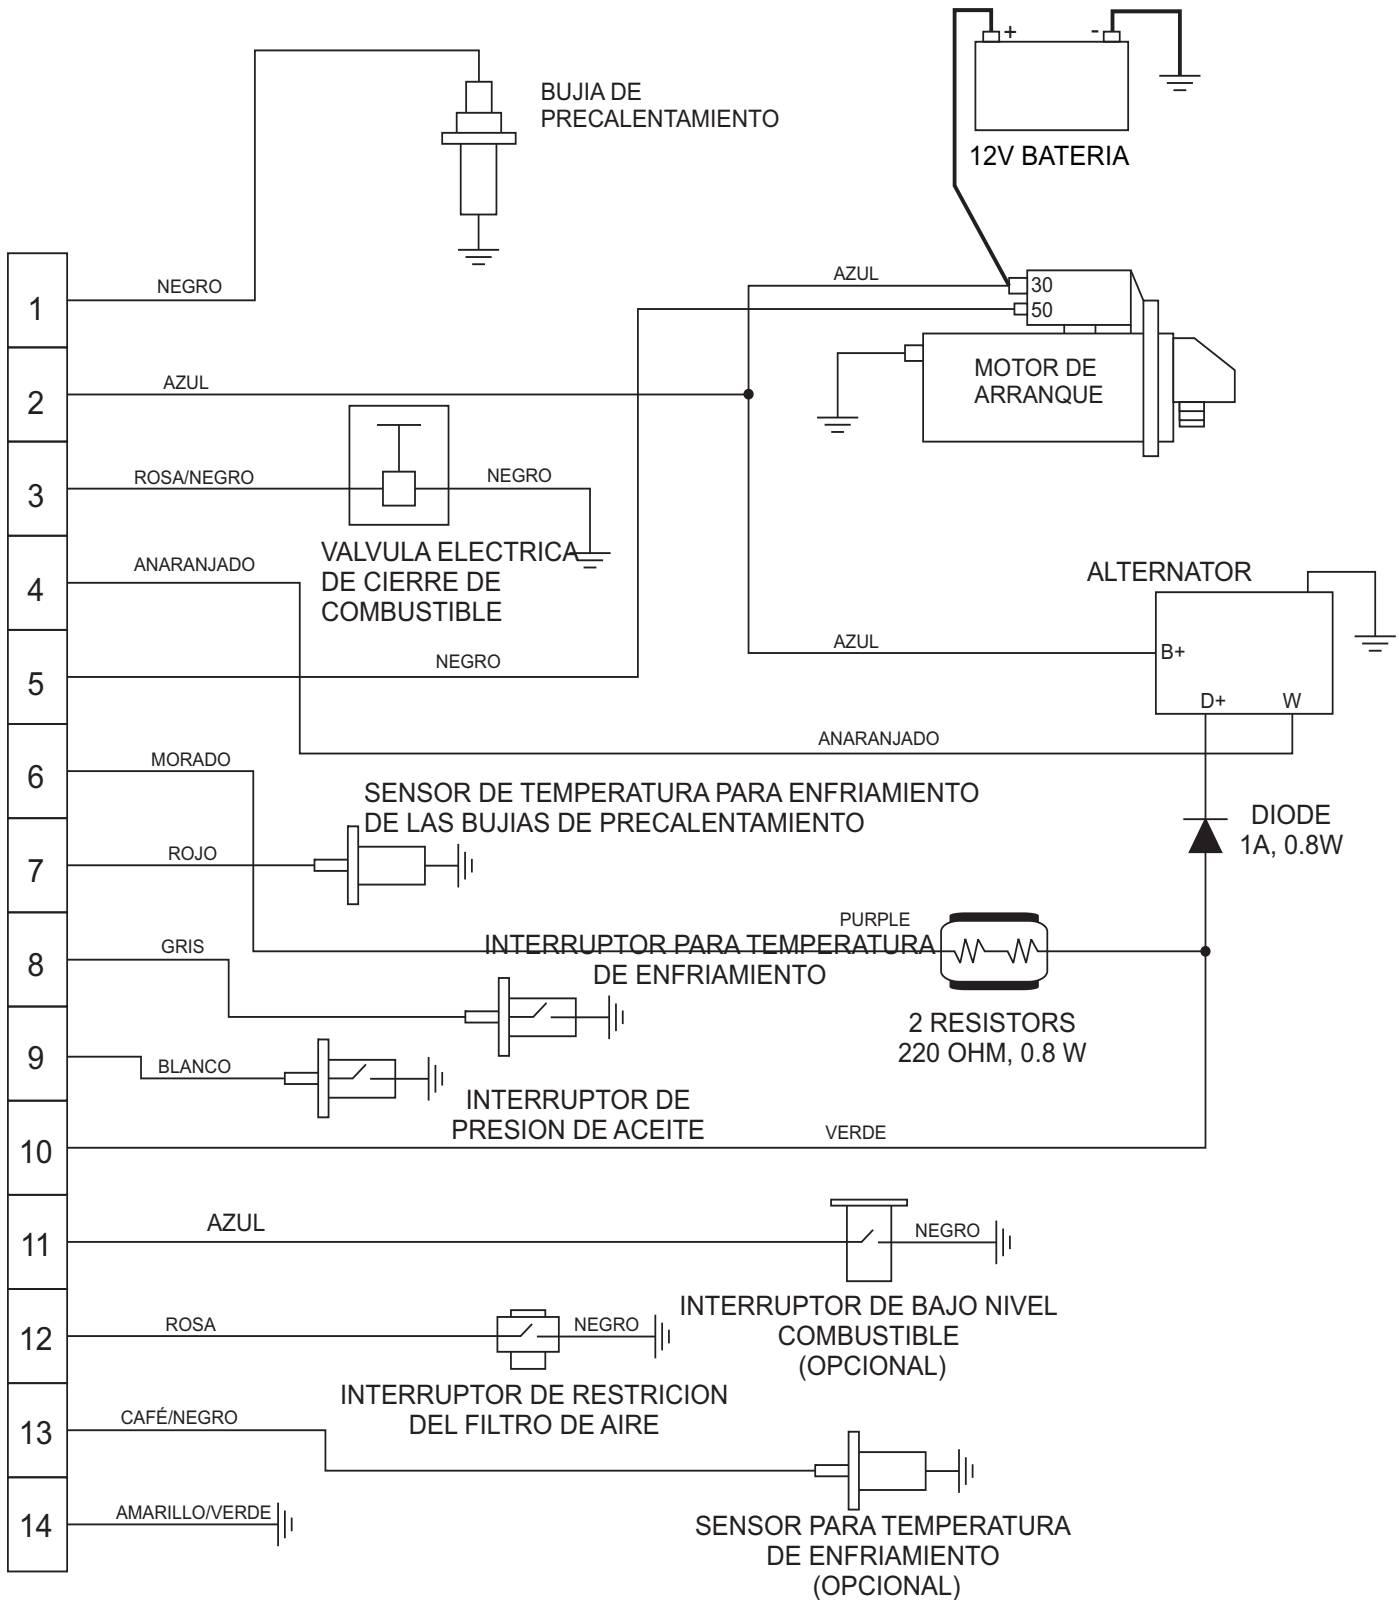 + -
BUJIA DE
PRECALENTAMIENTO
12V BATERIA
AZUL
30
50
NEGRO
1
MOTOR DE
ARRANQUE
AZUL
2
ROSA/NEGRO
NEGRO
3
VALVULA ELECTRICA
DE CIERRE DE
COMBUSTIBLE
ANARANJADO
4
ALTERNATOR
AZUL
B+
D+ W
NEGRO
5
ANARANJADO
MORADO
6
SENSOR DE TEMPERATURA PARA ENFRIAMIENTO
DE LAS BUJIAS DE PRECALENTAMIENTO
DIODE
1A, 0.8W
ROJO
7
PURPLE
GRIS
8
INTERRUPTOR PARA TEMPERATURA
DE ENFRIAMIENTO
2 RESISTORS
220 OHM, 0.8 W
9
BLANCO
INTERRUPTOR DE
PRESION DE ACEITE
VERDE
10
AZUL
11
NEGRO
INTERRUPTOR DE BAJO NIVEL
COMBUSTIBLE
(OPCIONAL)
ROSA
12
NEGRO
INTERRUPTOR DE RESTRICION
DEL FILTRO DE AIRE
CAFÉ/NEGRO
13
AMARILLO/VERDE
14
SENSOR PARA TEMPERATURA
DE ENFRIAMIENTO
(OPCIONAL)